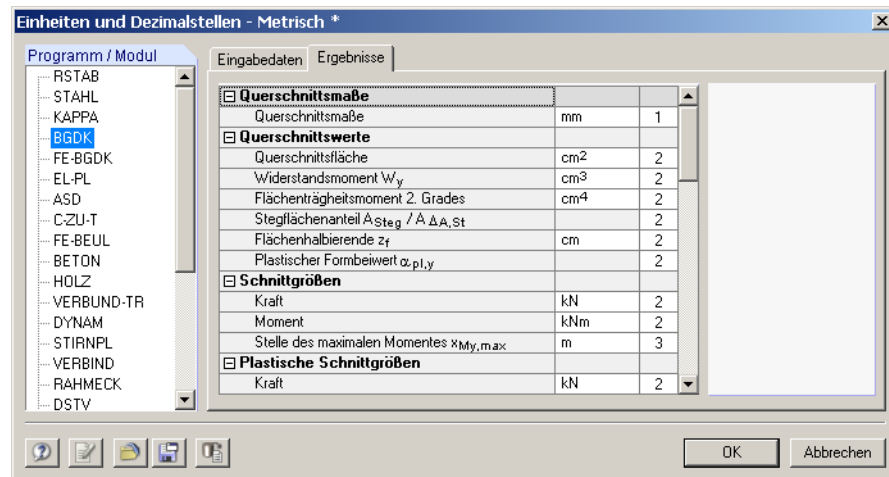 Einheiten und Dezimalstellen - Metrisch *
Programm / Modul
RSTAB
STAHL
KAPPA
BGDK
FE-BGDK
EL-PL
ASD
C-ZU-T
FE-BEUL
BETON
HOLZ
VERBUND-TR
DYNAM
STIRNPL
VERBIND
RAHMECK
DSTV
Eingabedaten Ergebnisse
Querschnittsmaße
Querschnittsmaße mm 1
Querschnittswerte
Querschnittsfläche cm2 2
Widerstandsmoment Wy cm3 2
Flächenträgheitsmoment 2. Grades cm4 2
Stegflächenanteil ASteg / A ΔA,St 2
Flächenhalbierende zf cm 2
Plastischer Formbeiwert αpl,y 2
Schnittgrößen
Kraft kN 2
Moment kNm 2
Stelle des maximalen Momentes xMy,max m 3
Plastische Schnittgrößen
Kraft kN 2
OK Abbrechen